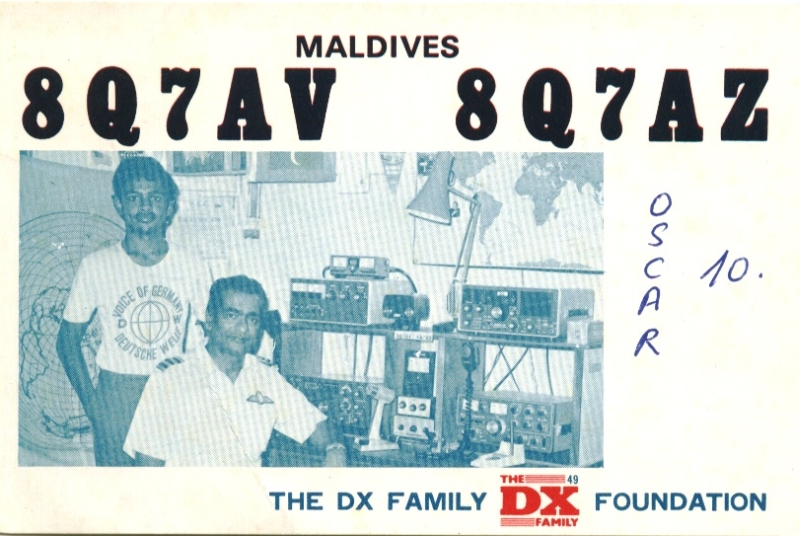 MALDIVES
8Q7AV 8Q7AZ
OSCAR 10.
VOICE OF GERMANY
DEUTSCHE WELLE
THE DX FAMILY THE 49 DX FAMILY FOUNDATION